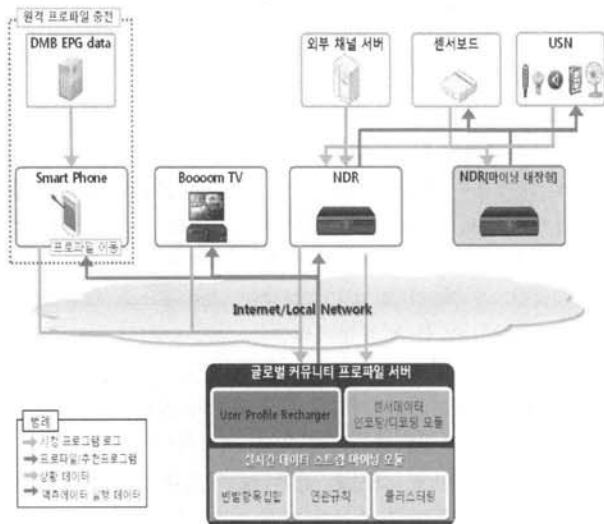 원격 프로파일 충전
DMB EPG data
외부 채널 서버
센서보드
USN
Smart Phone
프로파일 이동
Boooom TV
NDR
NDR[마이닝 내장형]
Internet/Local Network
글로벌 커뮤니티 프로파일 서버
User Profile Recharger
센서데이터
인코딩/디코딩 모듈
실시간 데이터 스트림 마이닝 모듈
빈발항목집합
연관규칙
클러스터링
범례
시청 프로그램 로그
프로파일/추천프로그램
상황 데이터
액츄에이터 실행 데이터